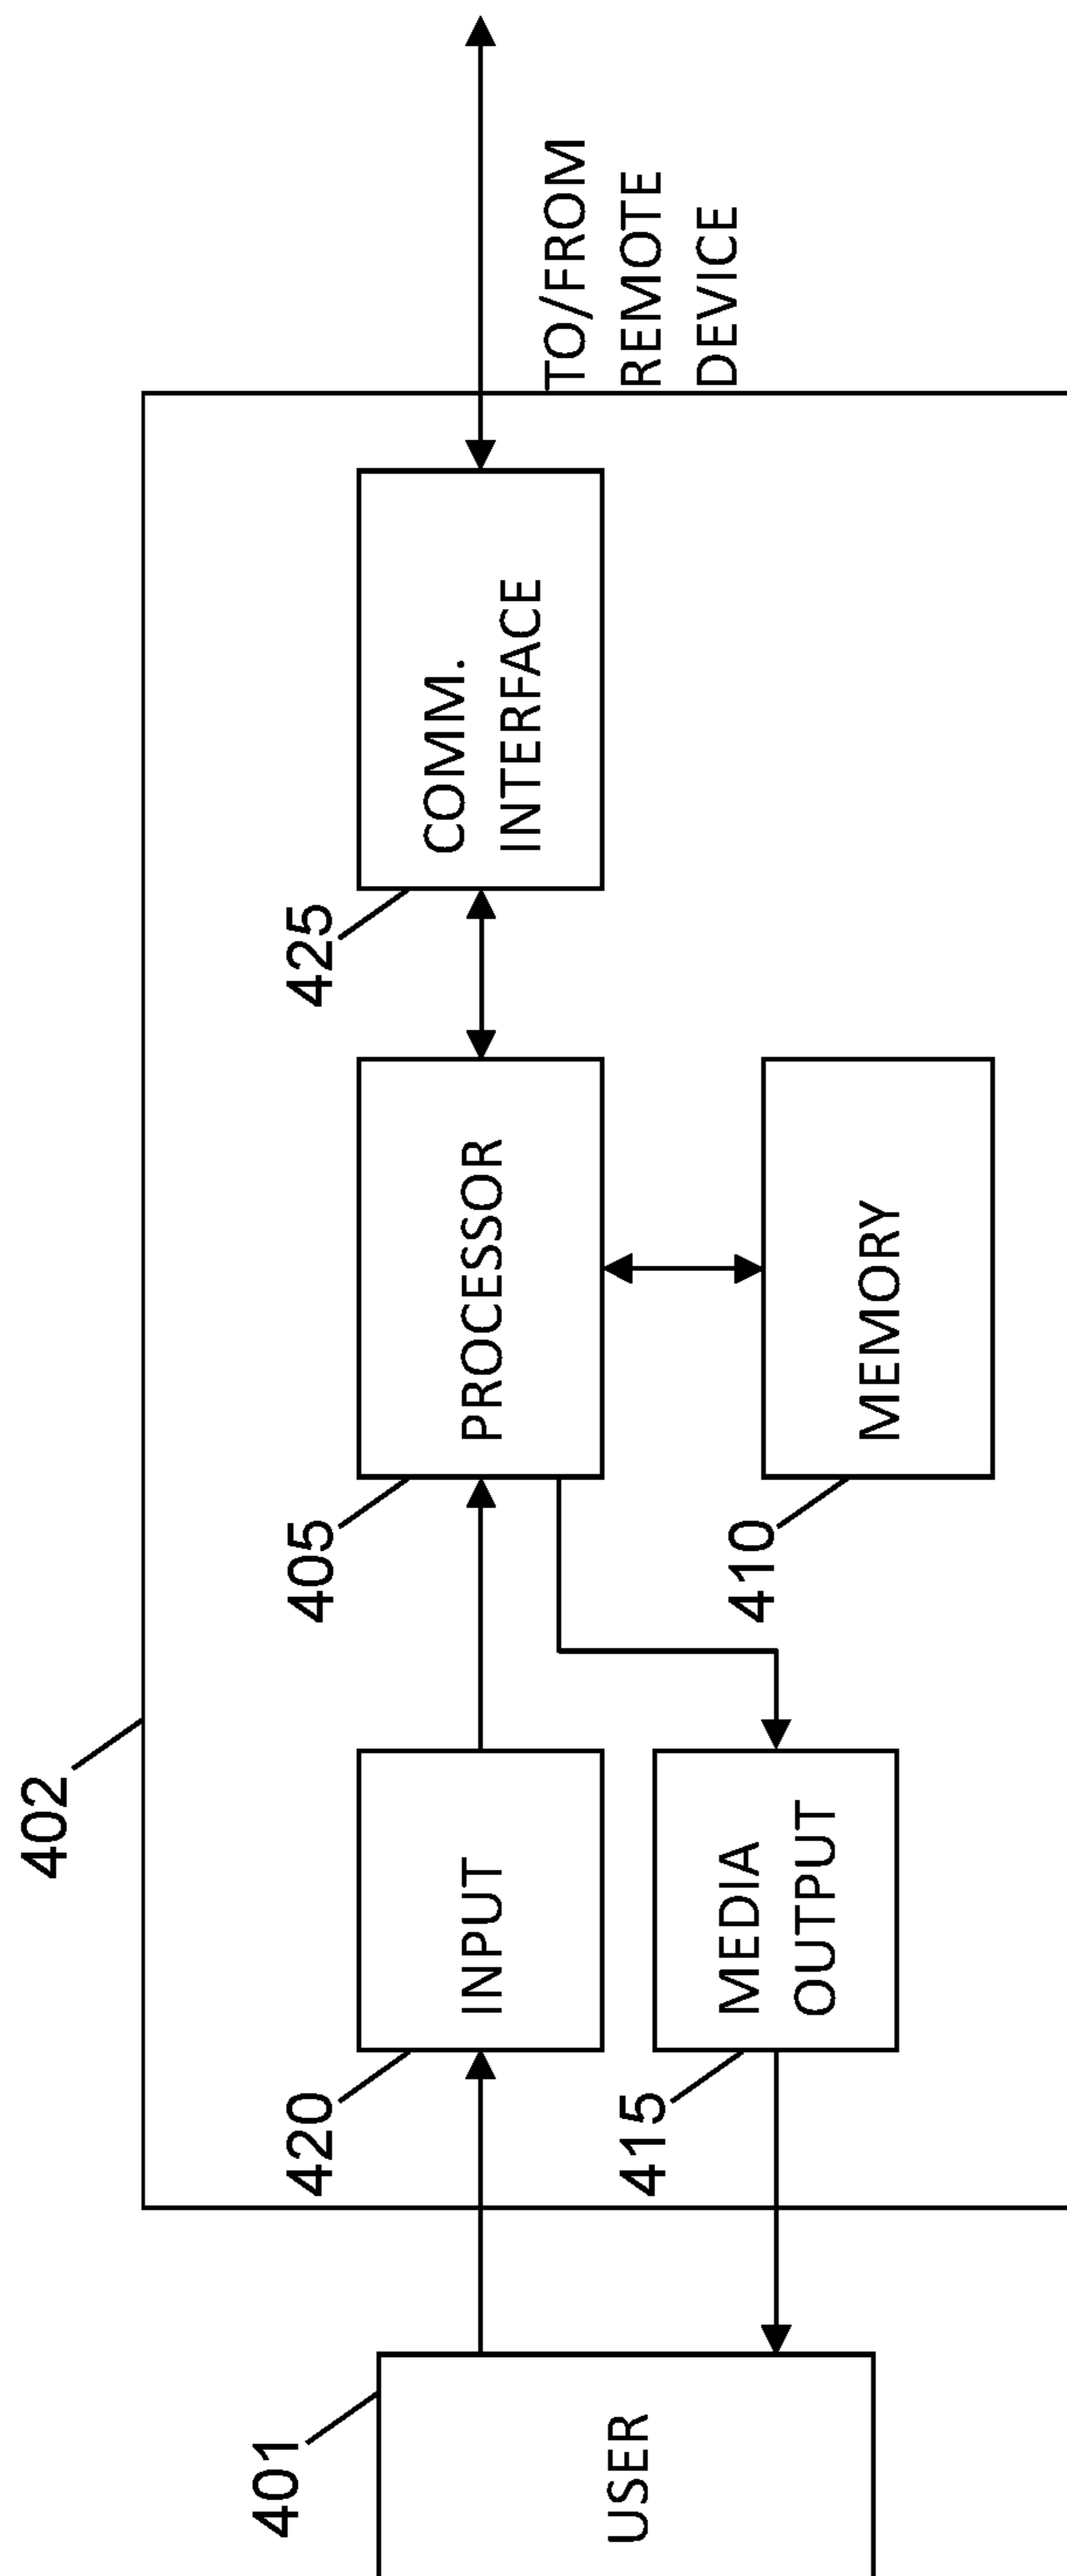 402
401
USER
420
INPUT
415
MEDIA
OUTPUT
405
PROCESSOR
410
MEMORY
425
COMM.
INTERFACE
TO/FROM
REMOTE
DEVICE